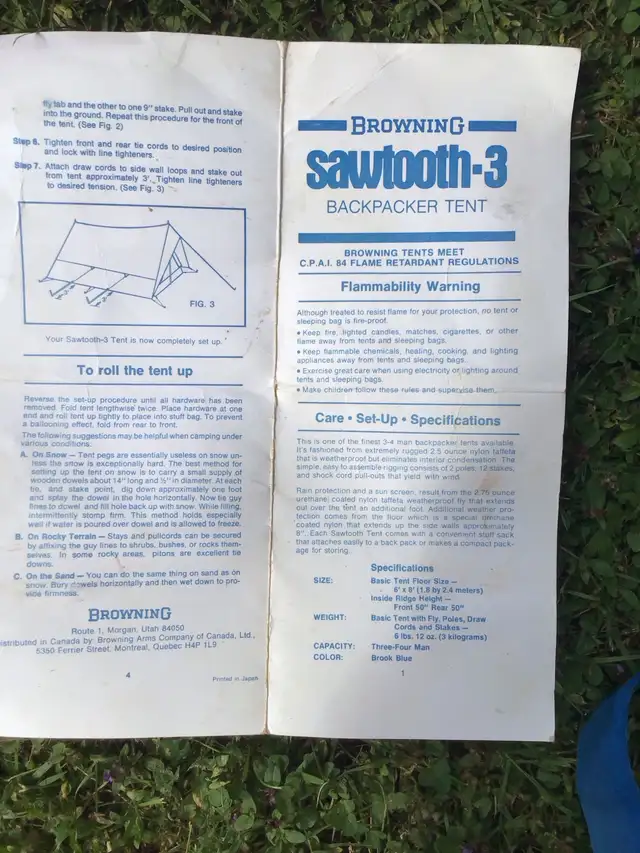 fly tab and the other to one 9" stake. Pull out and stake
into the ground. Repeat this procedure for the front of
the tent. (See Fig. 2)
Step 6. Tighten front and rear tie cords to desired position
and lock with line tighteners.
Step 7. Attach draw cords to side wall loops and stake out
from tent approximately 3'. Tighten line tighteners
to desired tension. (See Fig. 3)
FIG. 3
Your Sawtooth-3 Tent is now completely set up.
To roll the tent up
Reverse the set-up procedure until all hardware has been
removed. Fold tent lengthwise twice. Place hardware at one
end and roll tent up tightly to place into stuff bag. To prevent
a ballooning effect, fold from rear to front.
The following suggestions may be helpful when camping under
various conditions:
A. On Snow — Tent pegs are essentially useless on snow un-
less the snow is exceptionally hard. The best method for
setting up the tent on snow is to carry a small supply of
wooden dowels about 14" long and ½" in diameter. At each
tie, and stake point, dig down approximately one foot
and splay the dowel in the hole horizontally. Now tie guy
lines to dowel and fill hole back up with snow. While filling,
intermittently stomp firm. This method holds especially
well if water is poured over dowel and is allowed to freeze.
B. On Rocky Terrain — Stays and pullcords can be secured
by affixing the guy lines to shrubs, bushes, or rocks them-
selves. In some rocky areas, pitons are excellent tie
downs.
C. On the Sand — You can do the same thing on sand as on
snow. Bury dowels horizontally and then wet down to pro-
vide firmness.
BROWNING
Route 1, Morgan, Utah 84050
istributed in Canada by: Browning Arms Company of Canada, Ltd.,
5350 Ferrier Street, Montreal, Quebec H4P 1L9
4
Printed in Japan
BROWNING
sawtooth-3
BACKPACKER TENT
BROWNING TENTS MEET
C.P.A.I. 84 FLAME RETARDANT REGULATIONS
Flammability Warning
Although treated to resist flame for your protection, no tent or
sleeping bag is fire-proof.
• Keep fire, lighted candles, matches, cigarettes, or other
flame away from tents and sleeping bags.
• Keep flammable chemicals, heating, cooking, and lighting
appliances away from tents and sleeping bags.
• Exercise great care when using electricity or lighting around
tents and sleeping bags.
• Make children follow these rules and supervise them.
Care • Set-Up • Specifications
This is one of the finest 3-4 man backpacker tents available.
It's fashioned from extremely rugged 2.5 ounce nylon taffeta
that is weatherproof but eliminates interior condensation. The
simple, easy to assemble rigging consists of 2 poles, 12 stakes,
and shock cord pull-outs that yield with wind.
Rain protection and a sun screen, result from the 2.75 ounce
urethane coated nylon taffeta weatherproof fly that extends
out over the tent an additional foot. Additional weather pro-
tection comes from the floor which is a special urethane
coated nylon that extends up the side walls approximately
8". Each Sawtooth Tent comes with a convenient stuff sack
that attaches easily to a back pack or makes a compact pack-
age for storing.
Specifications
SIZE: Basic Tent Floor Size —
6' x 8' (1.8 by 2.4 meters)
Inside Ridge Height —
Front 50" Rear 50"
WEIGHT: Basic Tent with Fly, Poles, Draw
Cords and Stakes —
6 lbs. 12 oz. (3 kilograms)
CAPACITY: Three-Four Man
COLOR: Brook Blue
1